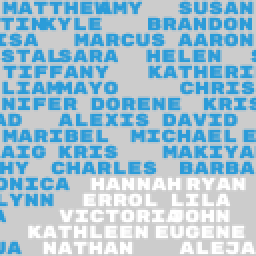 MATTHEW AMY SUSAN
TIN KYLE BRANDON
ISA MARCUS AARON
STAL SARA HELEN S
TIFFANY KATHERI
LIAM MAYO CHRIS
NIFER DORENE KRIS
AD ALEXIS DAVID
MARIBEL MICHAEL E
AIG KRIS MAKIYA
HY CHARLES BARBA
ONICA HANNAH RYAN
LYNN ERROL LILA
A VICTORIA JOHN
KATHLEEN EUGENE
UA NATHAN ALEJA